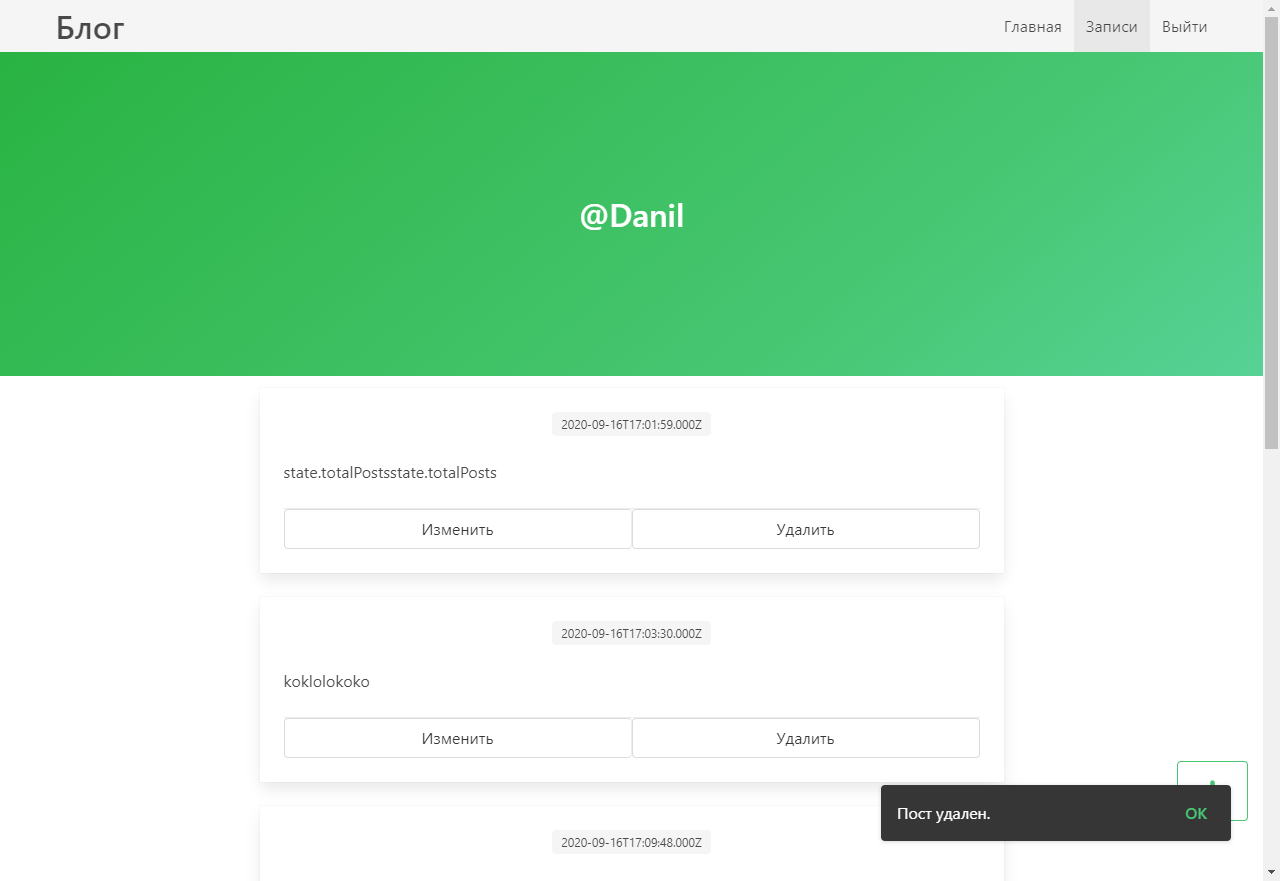 Блог
Главная Записи Выйти
@Danil
2020-09-16T17:01:59.000Z
state.totalPostsstate.totalPosts
Изменить Удалить
2020-09-16T17:03:30.000Z
koklolokoko
Изменить Удалить
Пост удален. OK
2020-09-16T17:09:48.000Z